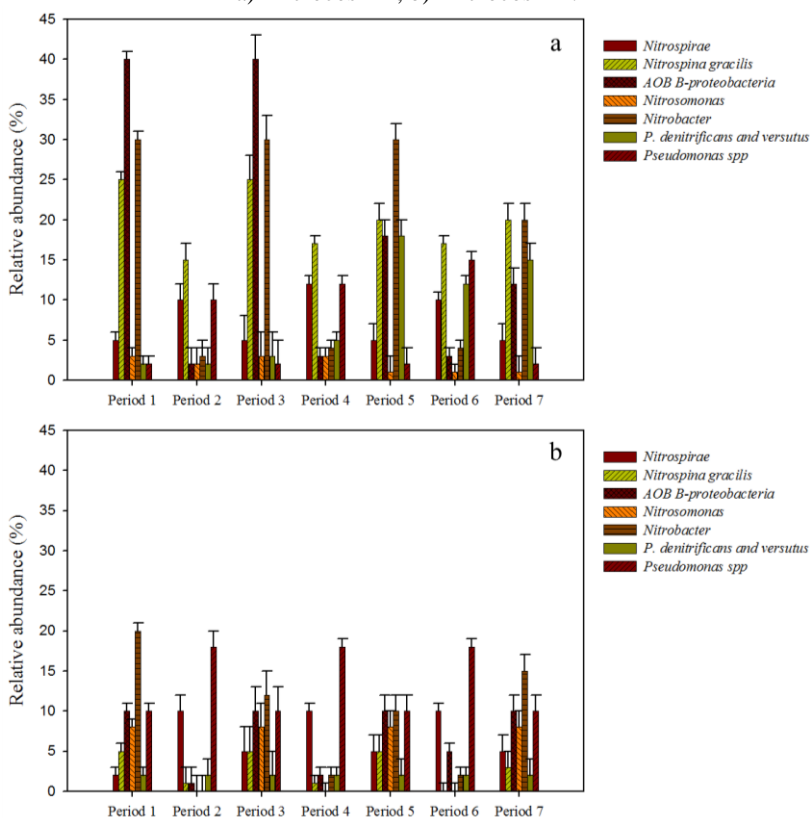 a
45
40
35
30
25
20
15
10
5
0
Relative abundance (%)
Period 1 Period 2 Period 3 Period 4 Period 5 Period 6 Period 7
Nitrospirae
Nitrospina gracilis
AOB B-proteobacteria
Nitrosomonas
Nitrobacter
P. denitrificans and versutus
Pseudomonas spp
b
45
40
35
30
25
20
15
10
5
0
Relative abundance (%)
Period 1 Period 2 Period 3 Period 4 Period 5 Period 6 Period 7
Nitrospirae
Nitrospina gracilis
AOB B-proteobacteria
Nitrosomonas
Nitrobacter
P. denitrificans and versutus
Pseudomonas spp